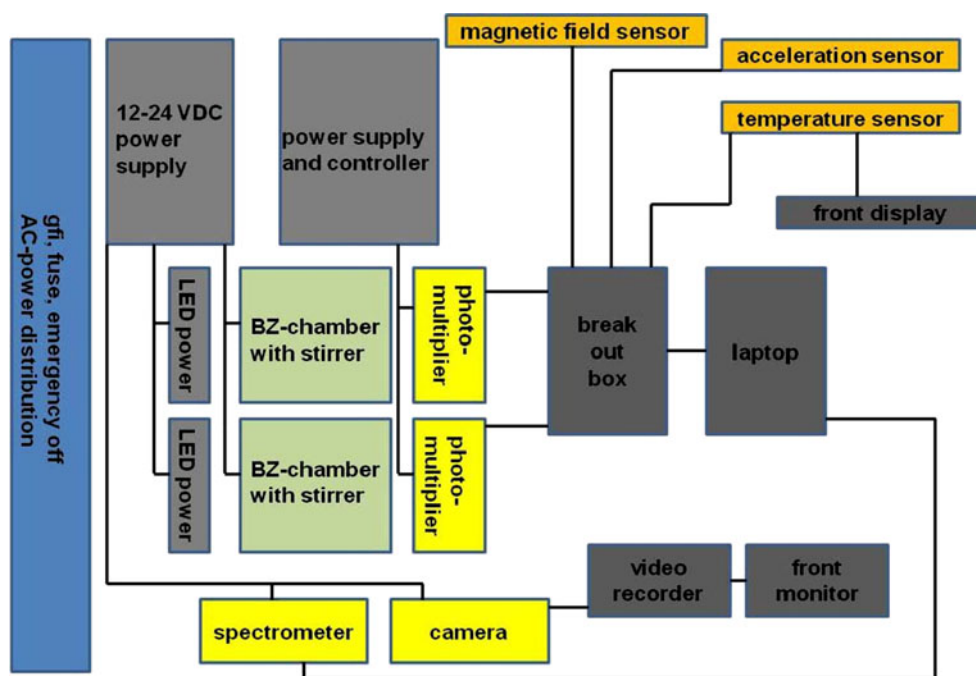 magnetic field sensor
acceleration sensor
12-24 VDC
power
supply
power supply
and controller
temperature sensor
front display
gfi, fuse, emergency off
AC-power distribution
LED power
BZ-chamber
with stirrer
photo-
multiplier
break
out
box
laptop
LED power
BZ-chamber
with stirrer
photo-
multiplier
video
recorder
front
monitor
spectrometer
camera